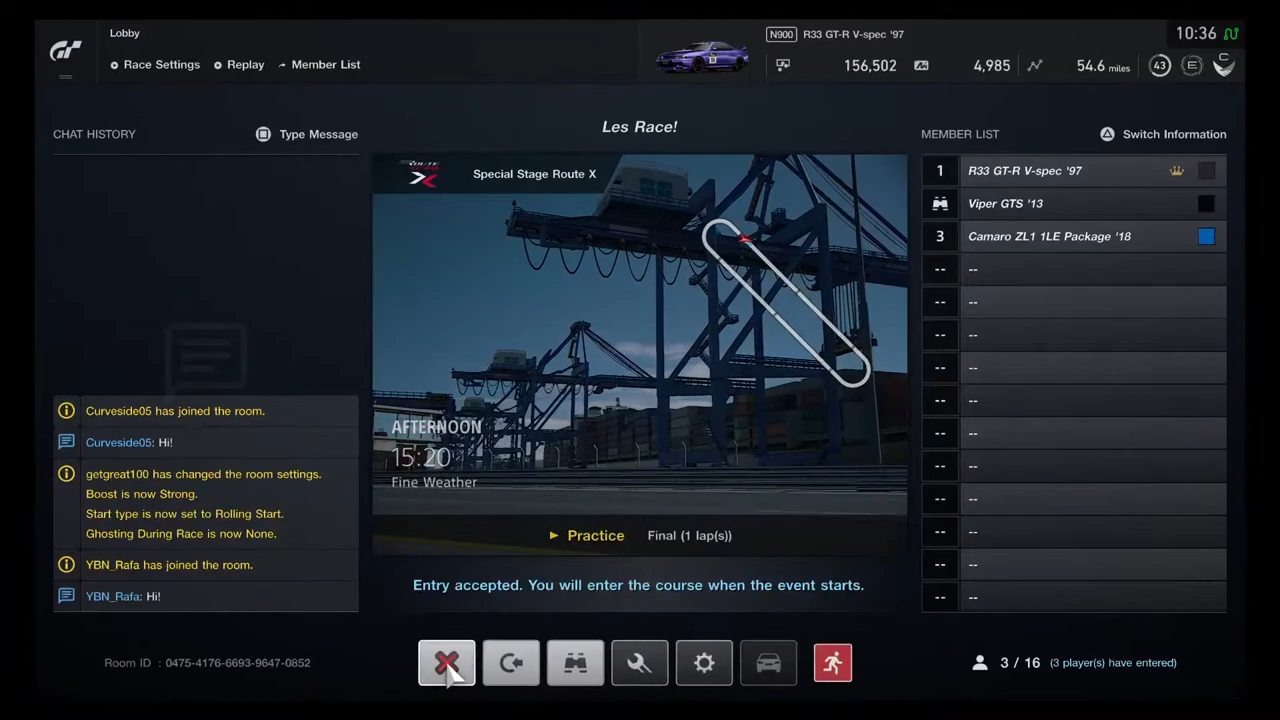 Lobby
Race Settings Replay Member List
N900 R33 GT-R V-spec '97
156,502 4,985 54.6 miles 43 E C
10:36
Les Race!
CHAT HISTORY Type Message
Curveside05 has joined the room.
Curveside05: Hi!
getgreat100 has changed the room settings.
Boost is now Strong.
Start type is now set to Rolling Start.
Ghosting During Race is now None.
YBN_Rafa has joined the room.
YBN_Rafa: Hi!
Special Stage Route X
AFTERNOON
15:20
Fine Weather
Practice Final (1 lap(s))
Entry accepted. You will enter the course when the event starts.
MEMBER LIST Switch Information
1 R33 GT-R V-spec '97
Viper GTS '13
3 Camaro ZL1 1LE Package '18
-- --
-- --
-- --
-- --
-- --
-- --
-- --
-- --
-- --
-- --
-- --
Room ID : 0475-4176-6693-9647-0852
3 / 16 (3 player(s) have entered)